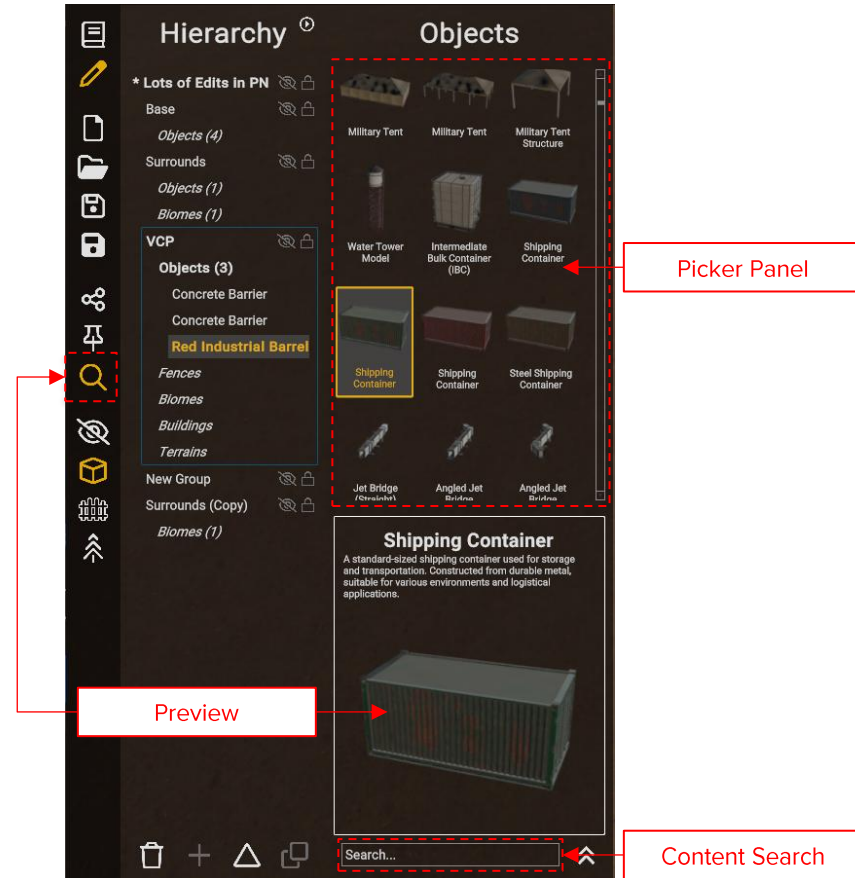 Hierarchy
* Lots of Edits in PN
Base
Objects (4)
Surrounds
Objects (1)
Biomes (1)
VCP
Objects (3)
Concrete Barrier
Concrete Barrier
Red Industrial Barrel
Fences
Biomes
Buildings
Terrains
New Group
Surrounds (Copy)
Biomes (1)
Objects
Military Tent
Military Tent
Military Tent
Structure
Water Tower
Model
Intermediate
Bulk Container
(IBC)
Shipping
Container
Shipping
Container
Shipping
Container
Steel Shipping
Container
Jet Bridge
(Straight)
Angled Jet
Bridge
Angled Jet
Bridge
Shipping Container
A standard-sized shipping container used for storage
and transportation. Constructed from durable metal,
suitable for various environments and logistical
applications.
Search...
Picker Panel
Preview
Content Search